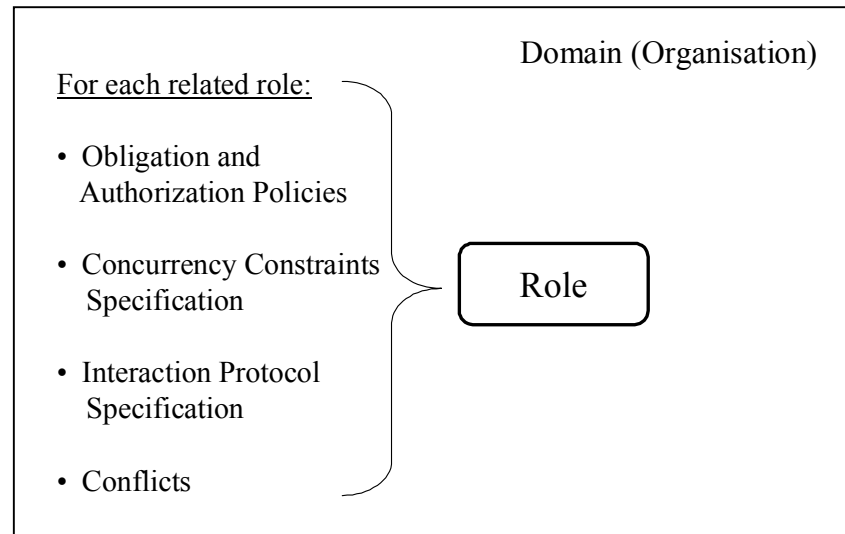 Domain (Organisation)
For each related role:
• Obligation and
Authorization Policies
• Concurrency Constraints
Specification
• Interaction Protocol
Specification
• Conflicts
Role